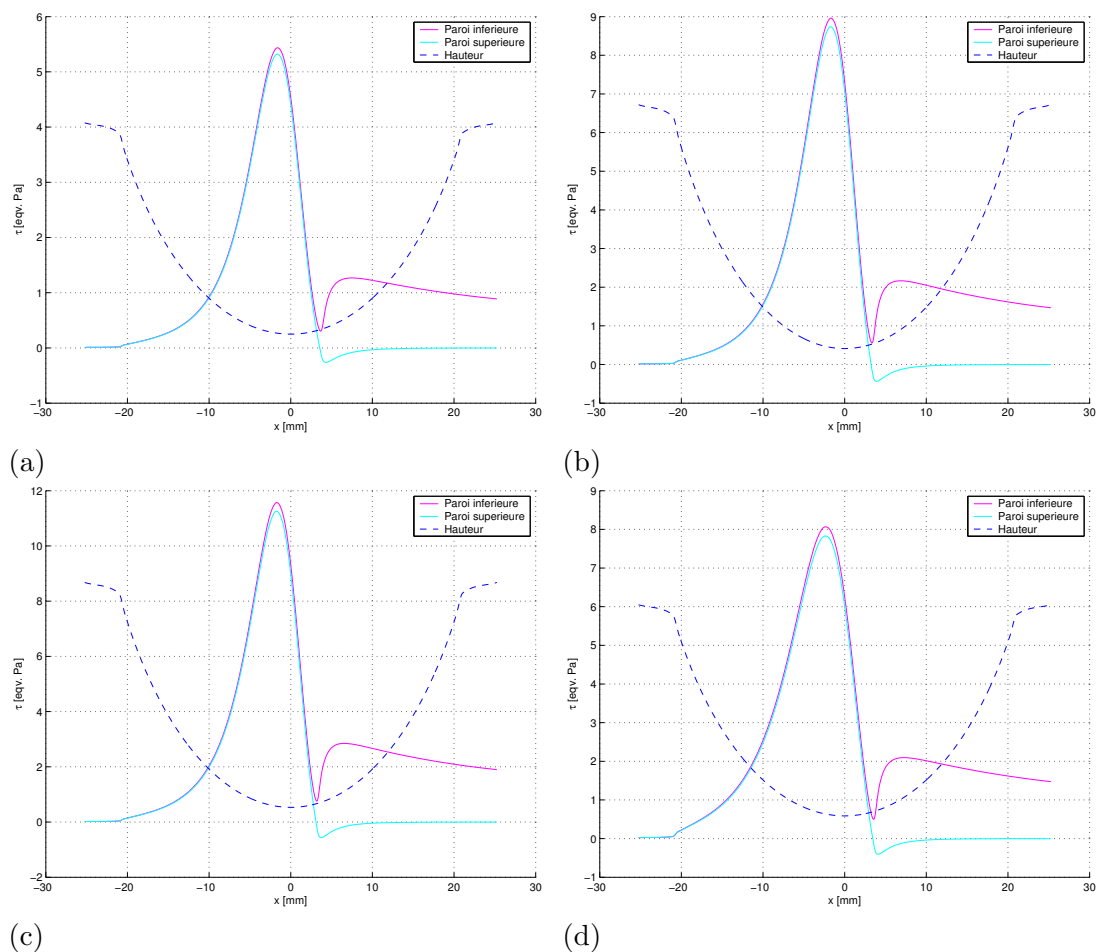 6
5
4
3
2
1
0
−1
τ [eqv. Pa]
−30 −20 −10 0 10 20 30
x [mm]
Paroi inferieure
Paroi superieure
Hauteur
(a)
9
8
7
6
5
4
3
2
1
0
−1
τ [eqv. Pa]
−30 −20 −10 0 10 20 30
x [mm]
Paroi inferieure
Paroi superieure
Hauteur
(b)
12
10
8
6
4
2
0
−2
τ [eqv. Pa]
−30 −20 −10 0 10 20 30
x [mm]
Paroi inferieure
Paroi superieure
Hauteur
(c)
9
8
7
6
5
4
3
2
1
0
−1
τ [eqv. Pa]
−30 −20 −10 0 10 20 30
x [mm]
Paroi inferieure
Paroi superieure
Hauteur
(d)